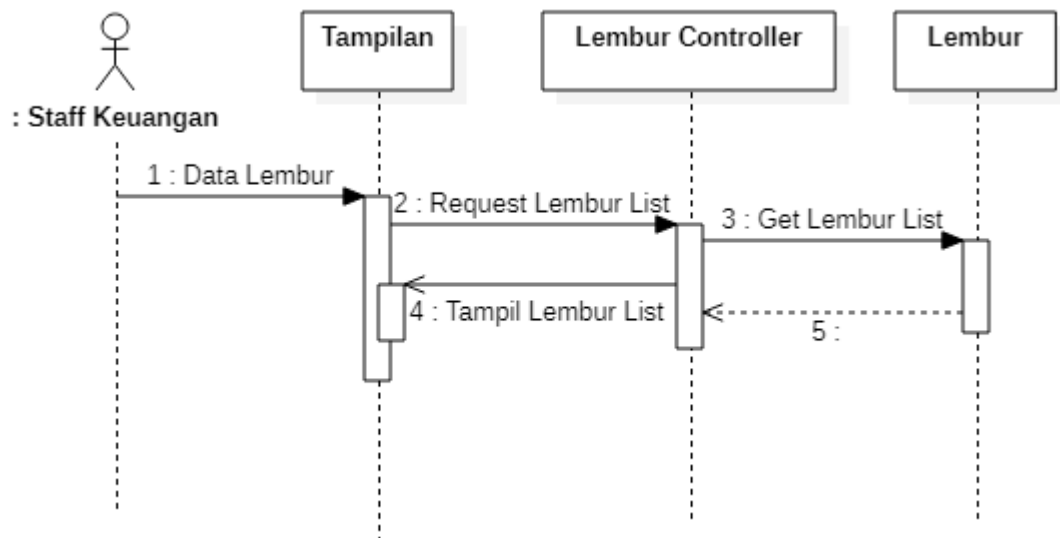 Tampilan
Lembur Controller
Lembur
: Staff Keuangan
1 : Data Lembur
2 : Request Lembur List
3 : Get Lembur List
4 : Tampil Lembur List
5 :